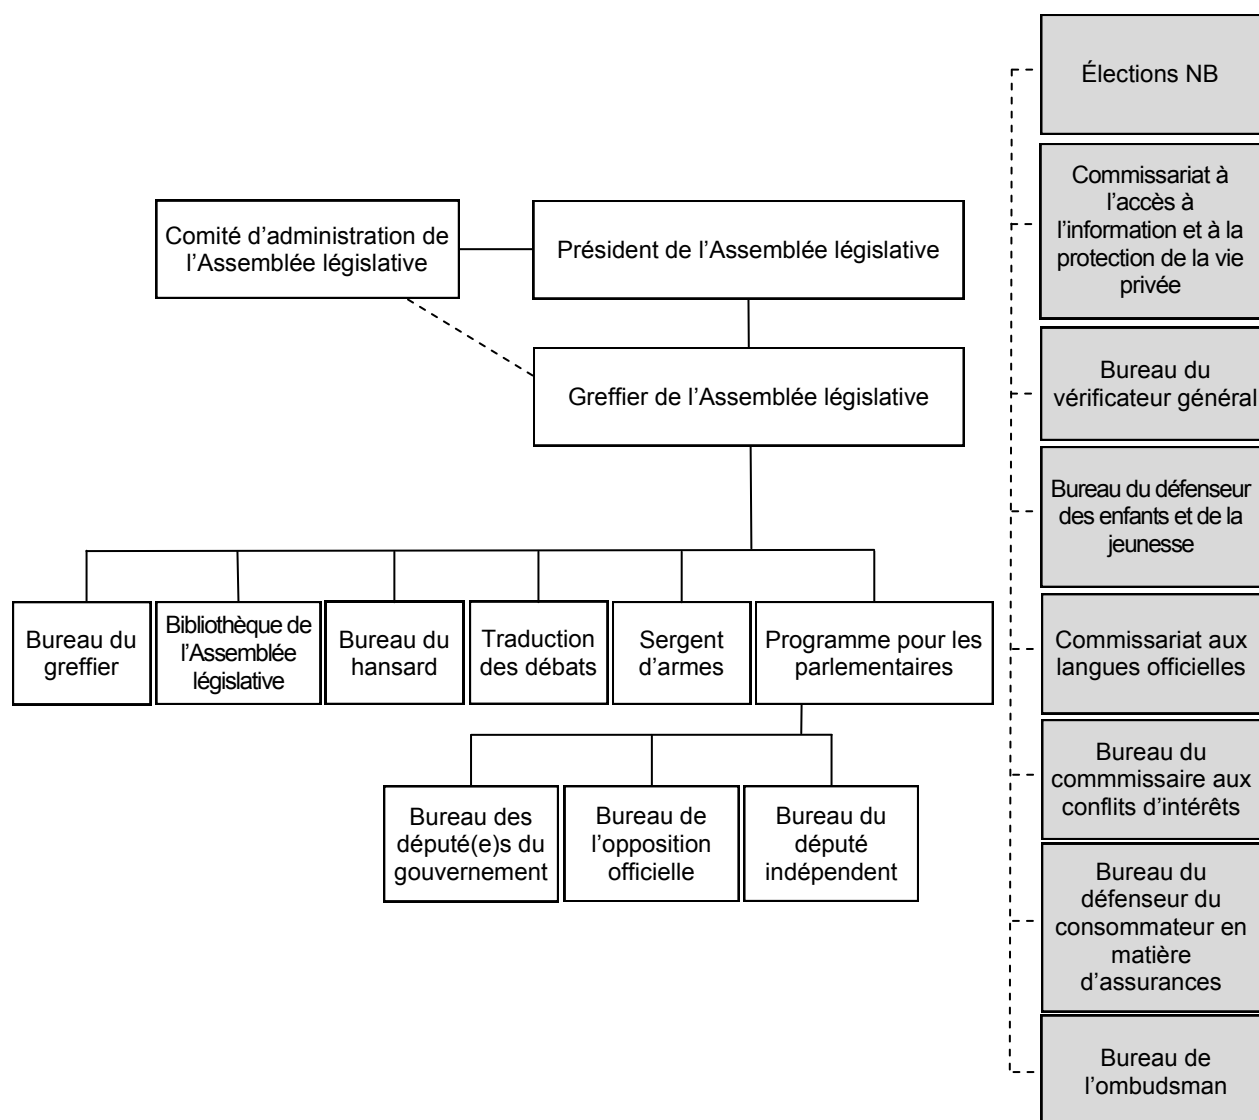 Comité d’administration de
l’Assemblée législative
Président de l’Assemblée législative
Greffier de l’Assemblée législative
Bureau du
greffier
Bibliothèque de
l’Assemblée
législative
Bureau du
hansard
Traduction
des débats
Sergent
d’armes
Programme pour les
parlementaires
Bureau des
député(e)s du
gouvernement
Bureau de
l’opposition
officielle
Bureau du
député
indépendent
Élections NB
Commissariat à
l’accès à
l’information et à la
protection de la vie
privée
Bureau du
vérificateur général
Bureau du défenseur
des enfants et de la
jeunesse
Commissariat aux
langues officielles
Bureau du
commmissaire aux
conflits d’intérêts
Bureau du
défenseur du
consommateur en
matière
d’assurances
Bureau de
l’ombudsman